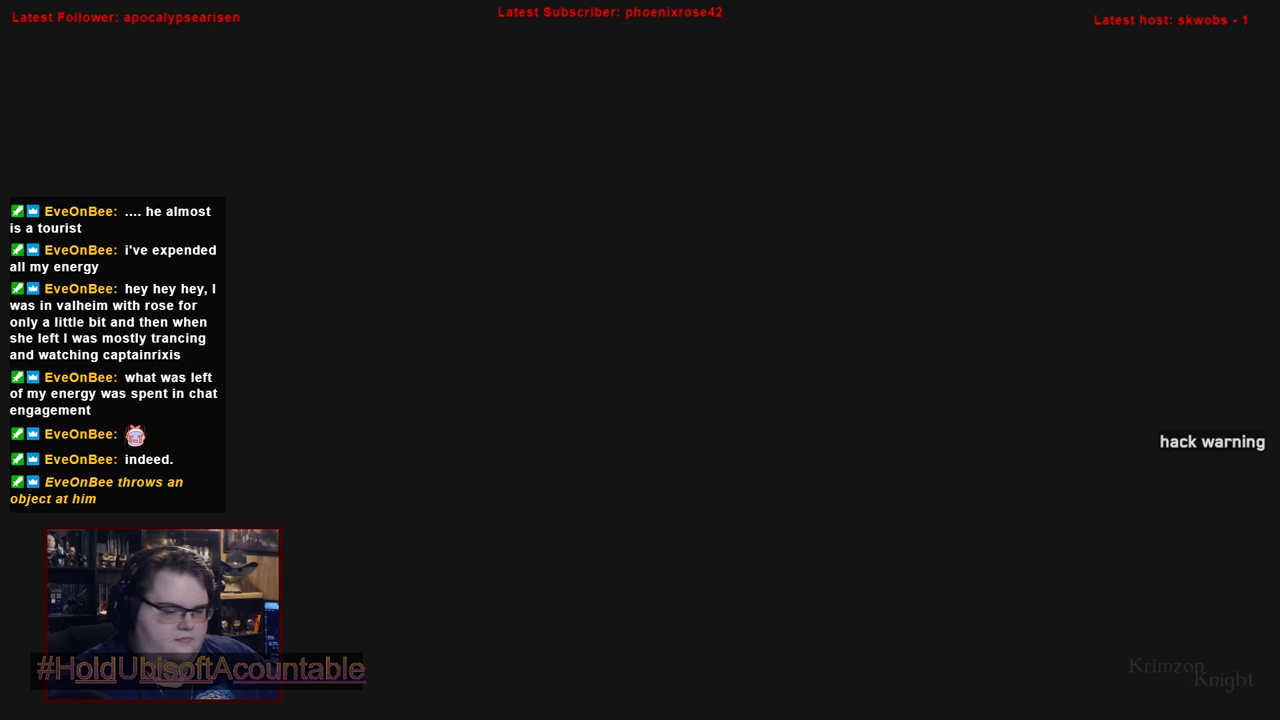 Latest Follower: apocalypsearisen
Latest Subscriber: phoenixrose42
Latest host: skwobs - 1
EveOnBee: .... he almost
is a tourist
EveOnBee: i've expended
all my energy
EveOnBee: hey hey hey, I
was in valheim with rose for
only a little bit and then when
she left I was mostly trancing
and watching captainrixis
EveOnBee: what was left
of my energy was spent in chat
engagement
EveOnBee:
EveOnBee: indeed.
EveOnBee throws an
object at him
hack warning
#HoldUbisoftAcountable
Krimzon
Knight